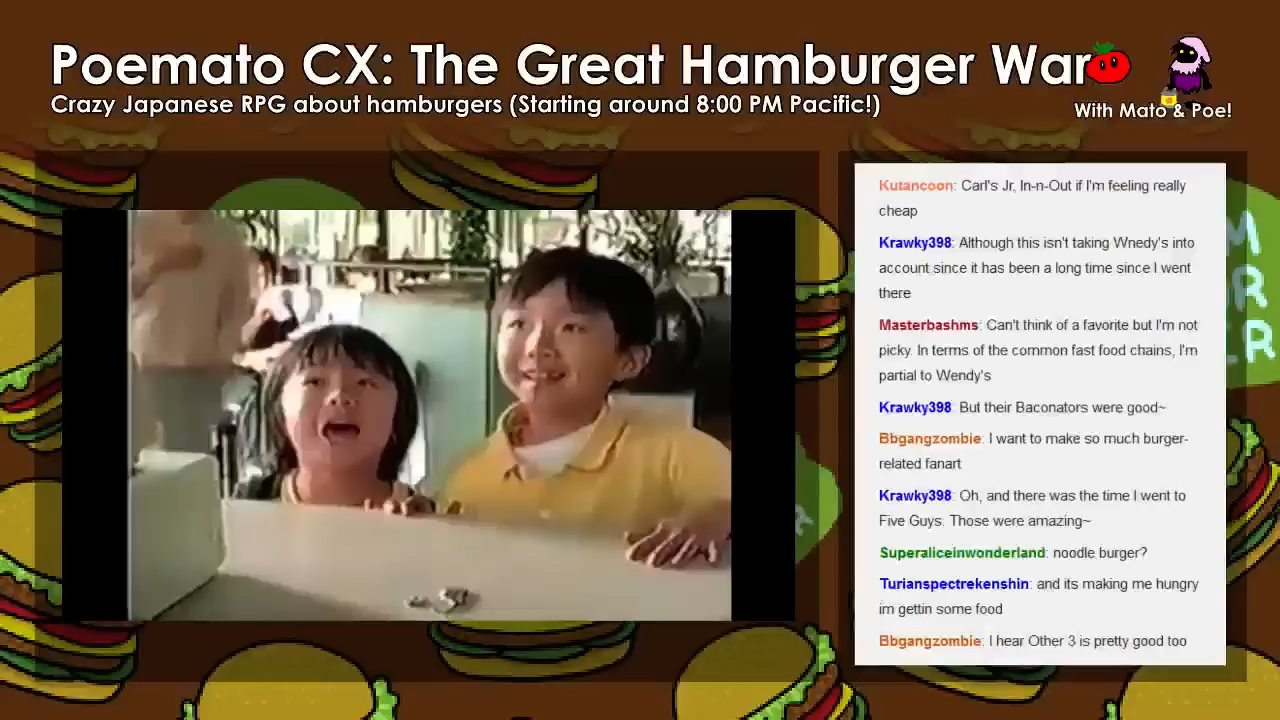 Poemato CX: The Great Hamburger War
Crazy Japanese RPG about hamburgers (Starting around 8:00 PM Pacific!)
With Mato & Poe!
Kutancoon: Carl's Jr, In-n-Out if I'm feeling really
cheap
Krawky398: Although this isn't taking Wnedy's into
account since it has been a long time since I went
there
Masterbashms: Can't think of a favorite but I'm not
picky. In terms of the common fast food chains, I'm
partial to Wendy's
Krawky398: But their Baconators were good~
Bbgangzombie: I want to make so much burger-
related fanart
Krawky398: Oh, and there was the time I went to
Five Guys. Those were amazing~
Superaliceinwonderland: noodle burger?
Turianspectrekenshin: and its making me hungry
im gettin some food
Bbgangzombie: I hear Other 3 is pretty good too